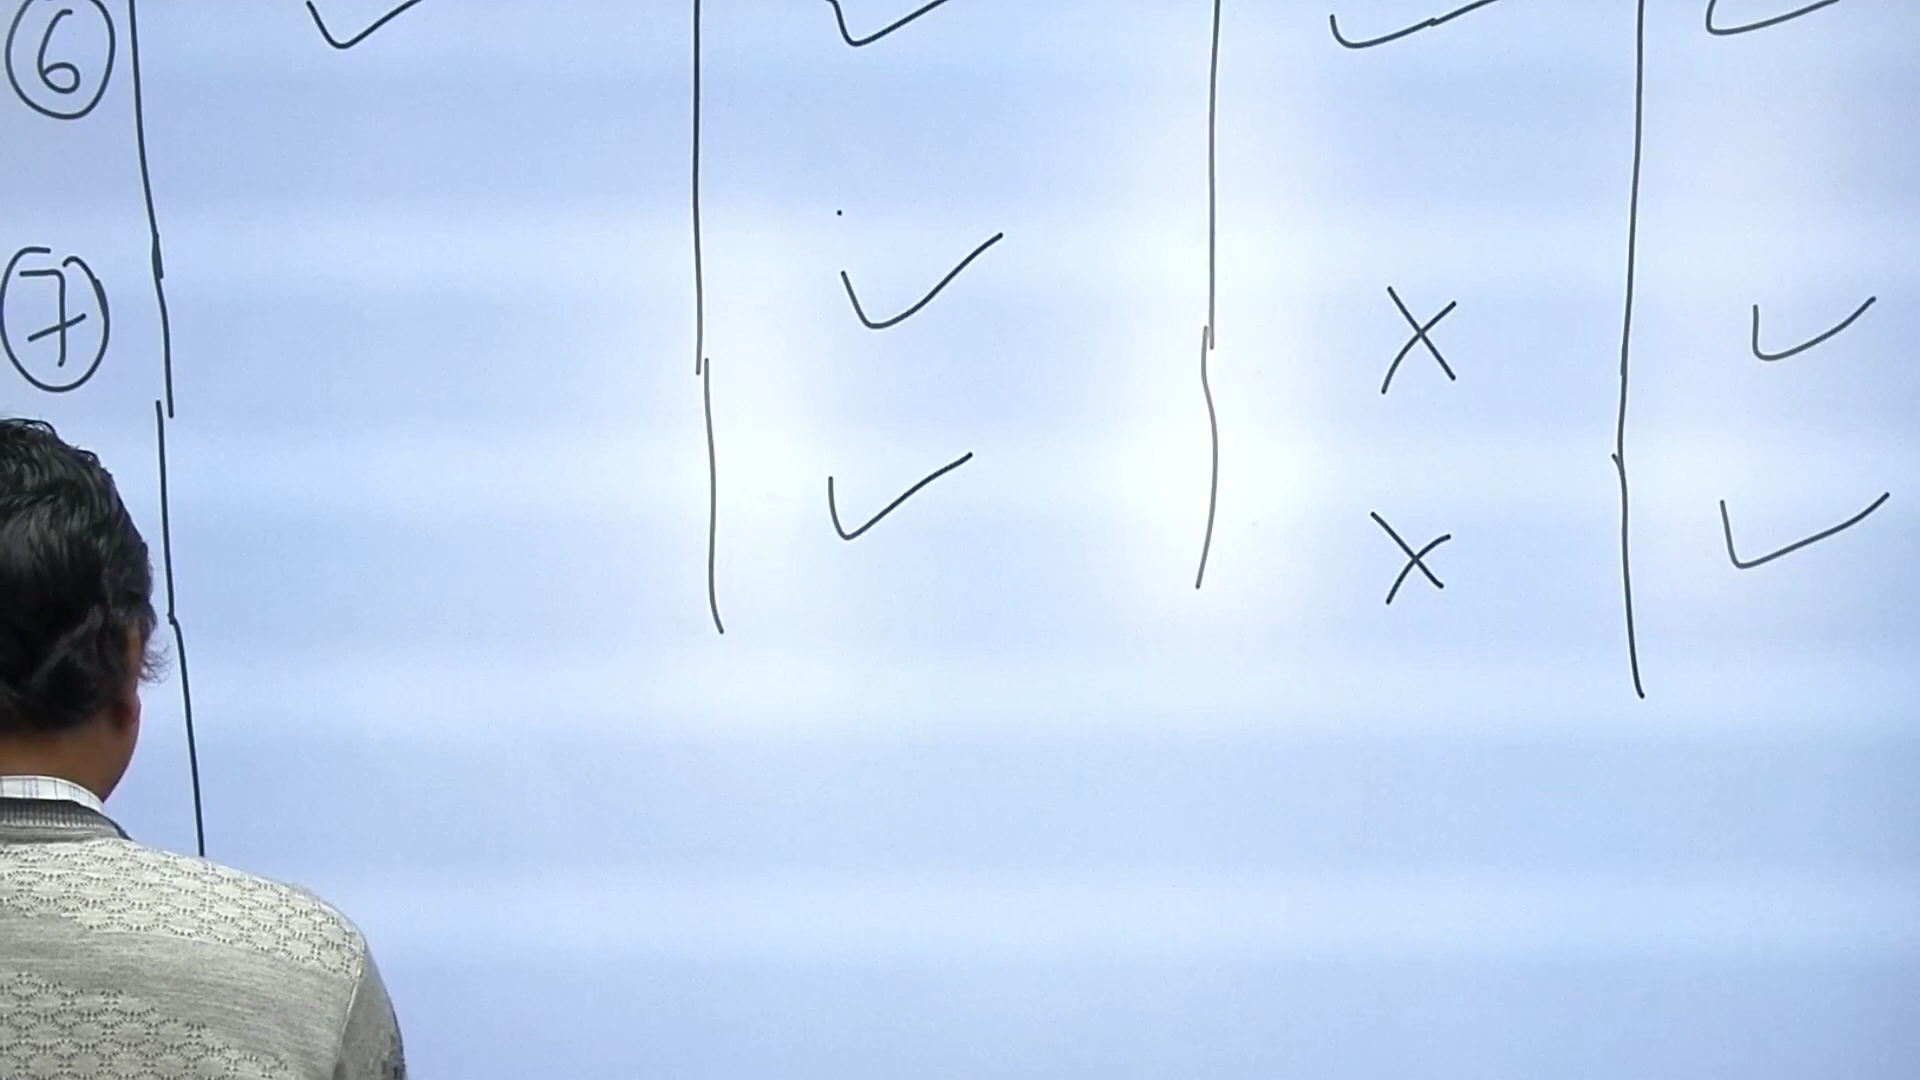 6 ✓ ✓ ✓ ✓
7 ✓ ✗ ✓
✓ ✗ ✓